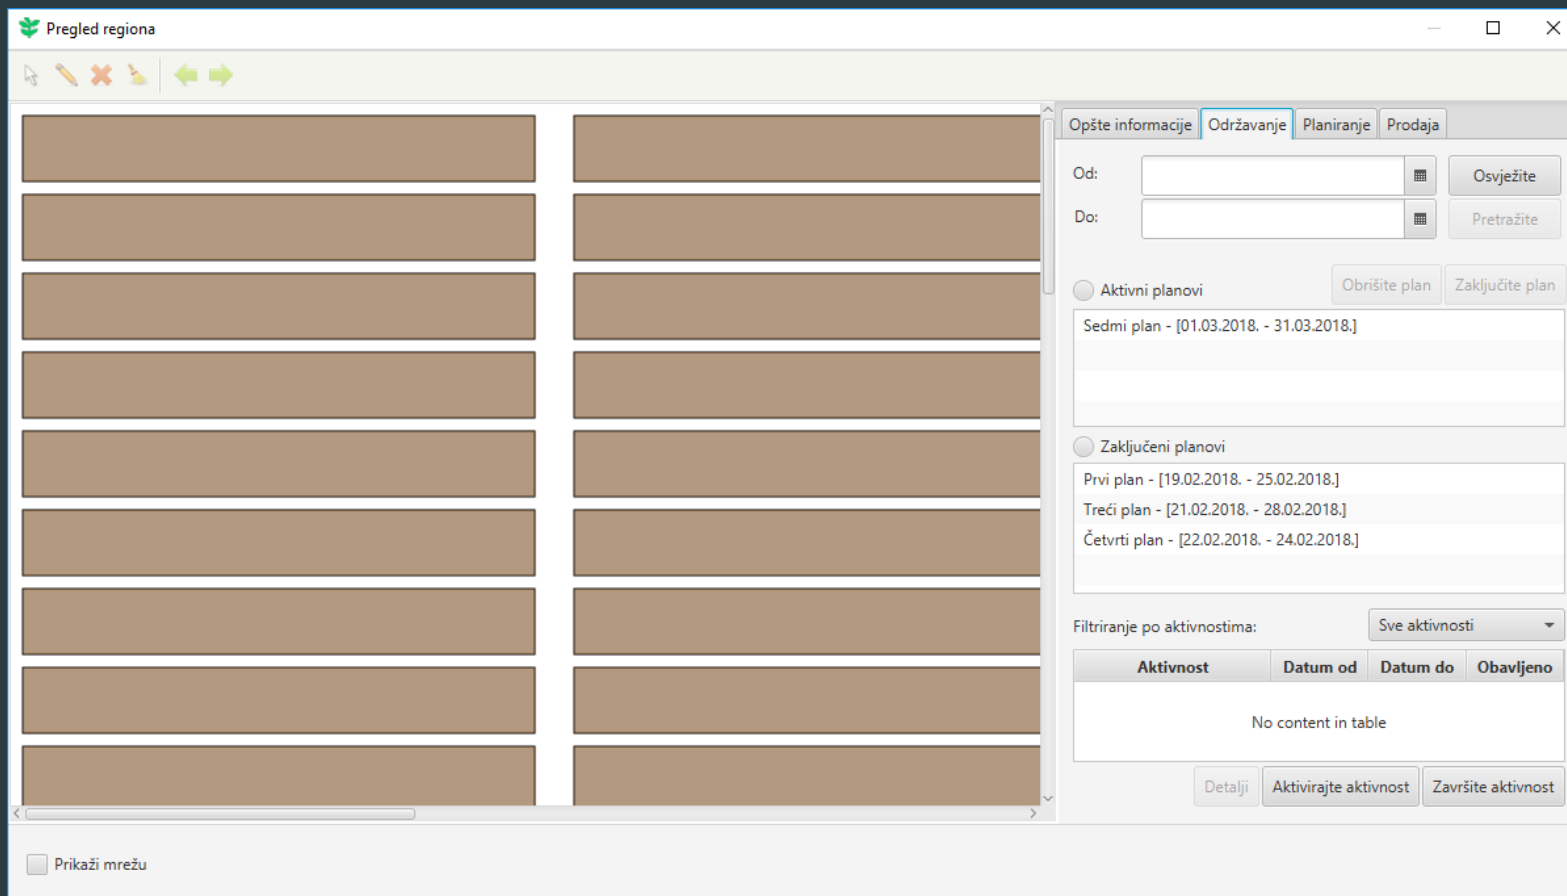 Pregled regiona
Opšte informacije Održavanje Planiranje Prodaja
Od: Osvježite
Do: Pretražite
Aktivni planovi Obrišite plan Zaključite plan
Sedmi plan - [01.03.2018. - 31.03.2018.]
Zaključeni planovi
Prvi plan - [19.02.2018. - 25.02.2018.]
Treći plan - [21.02.2018. - 28.02.2018.]
Četvrti plan - [22.02.2018. - 24.02.2018.]
Filtriranje po aktivnostima: Sve aktivnosti
Aktivnost Datum od Datum do Obavljeno
No content in table
Detalji Aktivirajte aktivnost Završite aktivnost
Prikaži mrežu